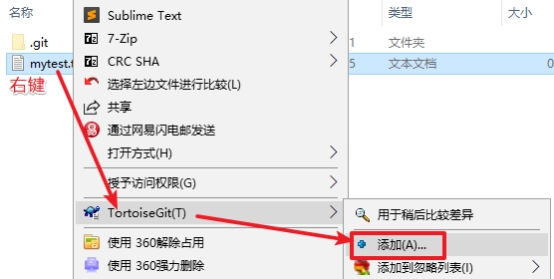 名称
类型
大小
.git
1
文件夹
mytest.t
5
文本文档
0
右键
Sublime Text
7-Zip
CRC SHA
选择左边文件进行比较(L)
共享
通过网易闪电邮发送
打开方式(H)
授予访问权限(G)
TortoiseGit(T)
使用 360解除占用
使用 360强力删除
用于稍后比较差异
添加(A)...
添加到忽略列表(I)